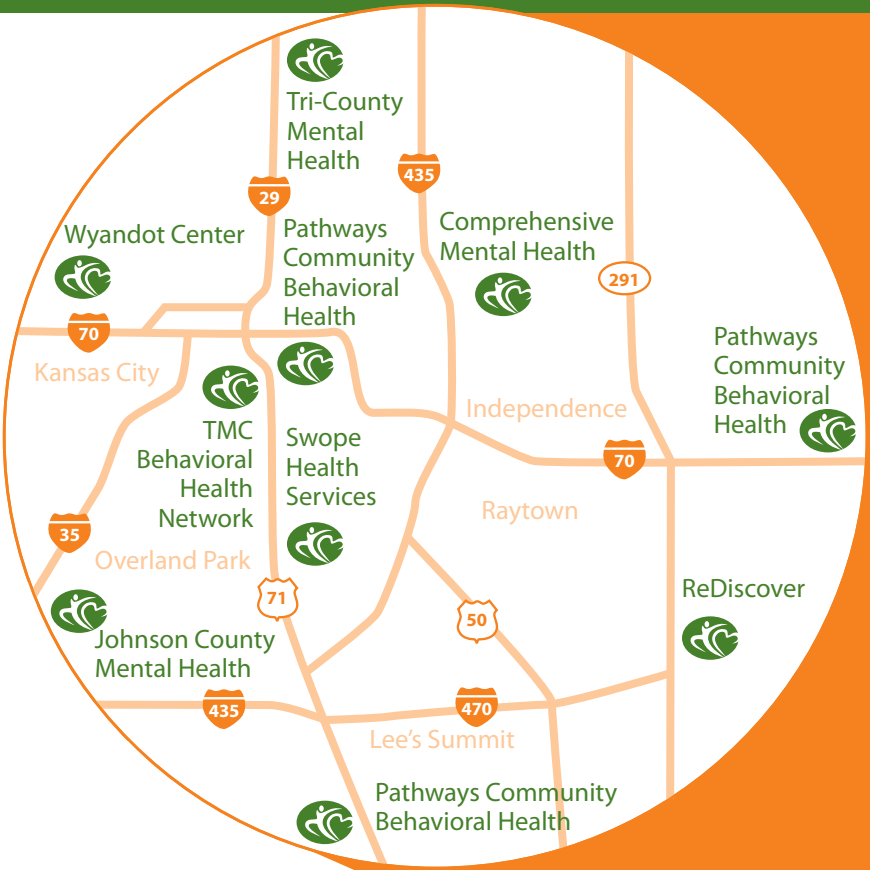 Tri-County
Mental
Health
29
435
Wyandot Center
Pathways
Community
Behavioral
Health
Comprehensive
Mental Health
291
70
Kansas City
Pathways
Community
Behavioral
Health
Independence
TMC
Behavioral
Health
Network
Swope
Health
Services
70
Raytown
35
Overland Park
71
50
ReDiscover
Johnson County
Mental Health
435
470
Lee's Summit
Pathways Community
Behavioral Health